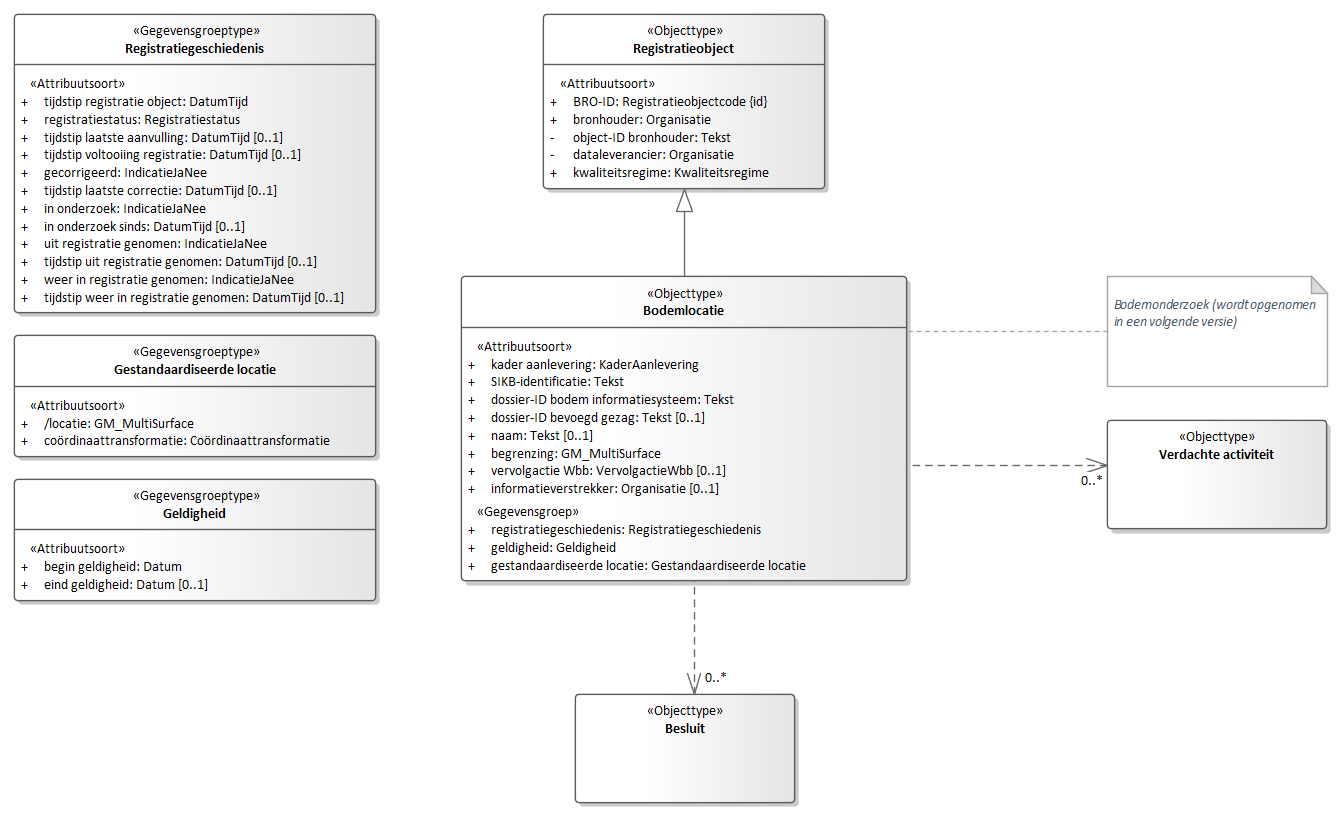 «Gegevensgroeptype»
Registratiegeschiedenis
«Attribuutsoort»
+ tijdstip registratie object: DatumTijd
+ registratiestatus: Registratiestatus
+ tijdstip laatste aanvulling: DatumTijd [0..1]
+ tijdstip voltooiing registratie: DatumTijd [0..1]
+ gecorrigeerd: IndicatieJaNee
+ tijdstip laatste correctie: DatumTijd [0..1]
+ in onderzoek: IndicatieJaNee
+ in onderzoek sinds: DatumTijd [0..1]
+ uit registratie genomen: IndicatieJaNee
+ tijdstip uit registratie genomen: DatumTijd [0..1]
+ weer in registratie genomen: IndicatieJaNee
+ tijdstip weer in registratie genomen: DatumTijd [0..1]
«Gegevensgroeptype»
Gestandaardiseerde locatie
«Attribuutsoort»
+ /locatie: GM_MultiSurface
+ coördinaattransformatie: Coördinaattransformatie
«Gegevensgroeptype»
Geldigheid
«Attribuutsoort»
+ begin geldigheid: Datum
+ eind geldigheid: Datum [0..1]
«Objecttype»
Registratieobject
«Attribuutsoort»
+ BRO-ID: Registratieobjectcode {id}
+ bronhouder: Organisatie
- object-ID bronhouder: Tekst
- dataleverancier: Organisatie
+ kwaliteitsregime: Kwaliteitsregime
«Objecttype»
Bodemlocatie
«Attribuutsoort»
+ kader aanlevering: KaderAanlevering
+ SIKB-identificatie: Tekst
+ dossier-ID bodem informatiesysteem: Tekst
+ dossier-ID bevoegd gezag: Tekst [0..1]
+ naam: Tekst [0..1]
+ begrenzing: GM_MultiSurface
+ vervolgactie Wbb: VervolgactieWbb [0..1]
+ informatieverstrekker: Organisatie [0..1]
«Gegevensgroep»
+ registratiegeschiedenis: Registratiegeschiedenis
+ geldigheid: Geldigheid
+ gestandaardiseerde locatie: Gestandaardiseerde locatie
Bodemonderzoek (wordt opgenomen
in een volgende versie)
«Objecttype»
Verdachte activiteit
0..*
0..*
«Objecttype»
Besluit